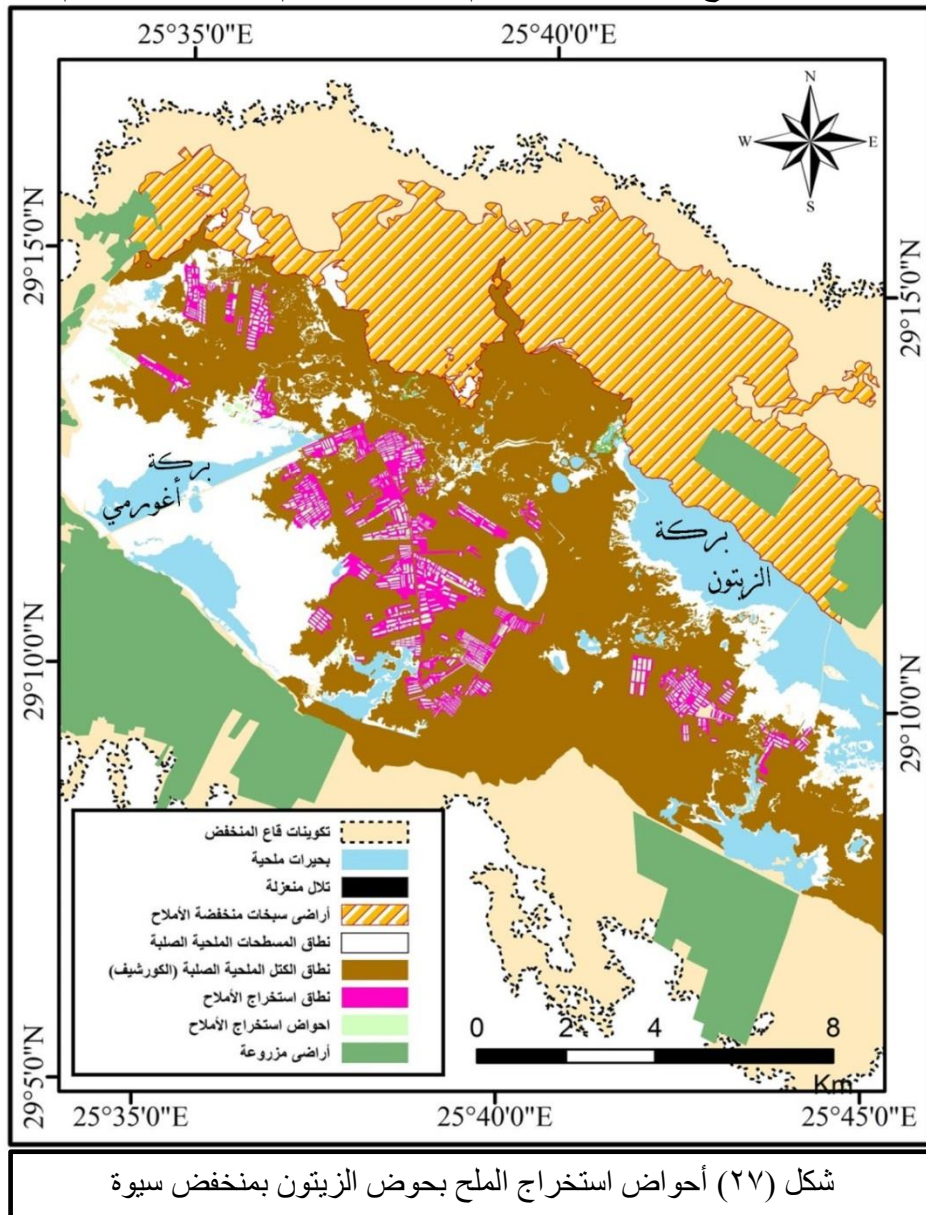 25°35'0"E
25°40'0"E
N
W
E
S
29°15'0"N
29°15'0"N
بركة
أغورمي
بركة
الزيتون
29°10'0"N
29°10'0"N
تكوينات قاع المنخفض
بحيرات ملحية
تلال منعزلة
أراضى سبخات منخفضة الأملاح
نطاق المسطحات الملحية الصلبة
نطاق الكتل الملحية الصلبة (الكورشيف)
نطاق استخراج الأملاح
احواض استخراج الأملاح
أراضى مزروعة
0
2
4
8
Km
29°5'0"N
25°35'0"E
25°40'0"E
25°45'0"E
شكل (٢٧) أحواض استخراج الملح بحوض الزيتون بمنخفض سيوة